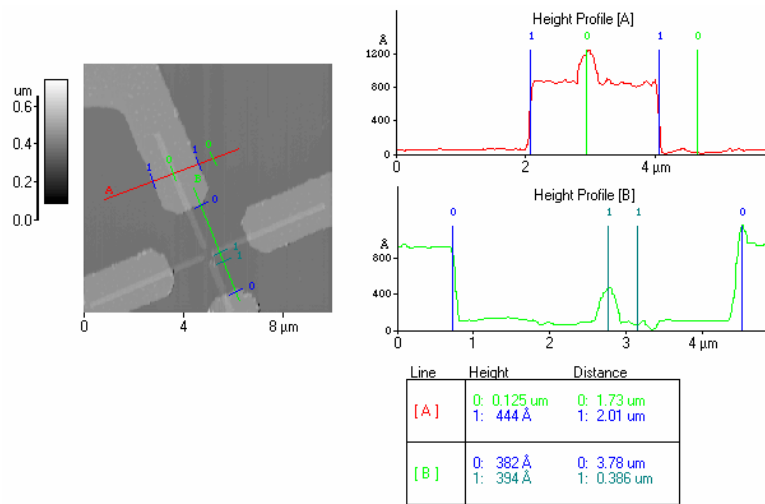 Height Profile [A]
Å
1 0 1 0
1200
800
400
0
0 2 4 µm
um
0.6
0.4
0.2
0.0
A
1 0 1 0
B
0
1
1
0
0 4 8 µm
Height Profile [B]
Å
0 1 1 0
800
400
0
0 1 2 3 4 µm
Line Height Distance
[ A ] 0: 0.125 um 0: 1.73 um
1: 444 Å 1: 2.01 um
[ B ] 0: 382 Å 0: 3.78 um
1: 394 Å 1: 0.386 um